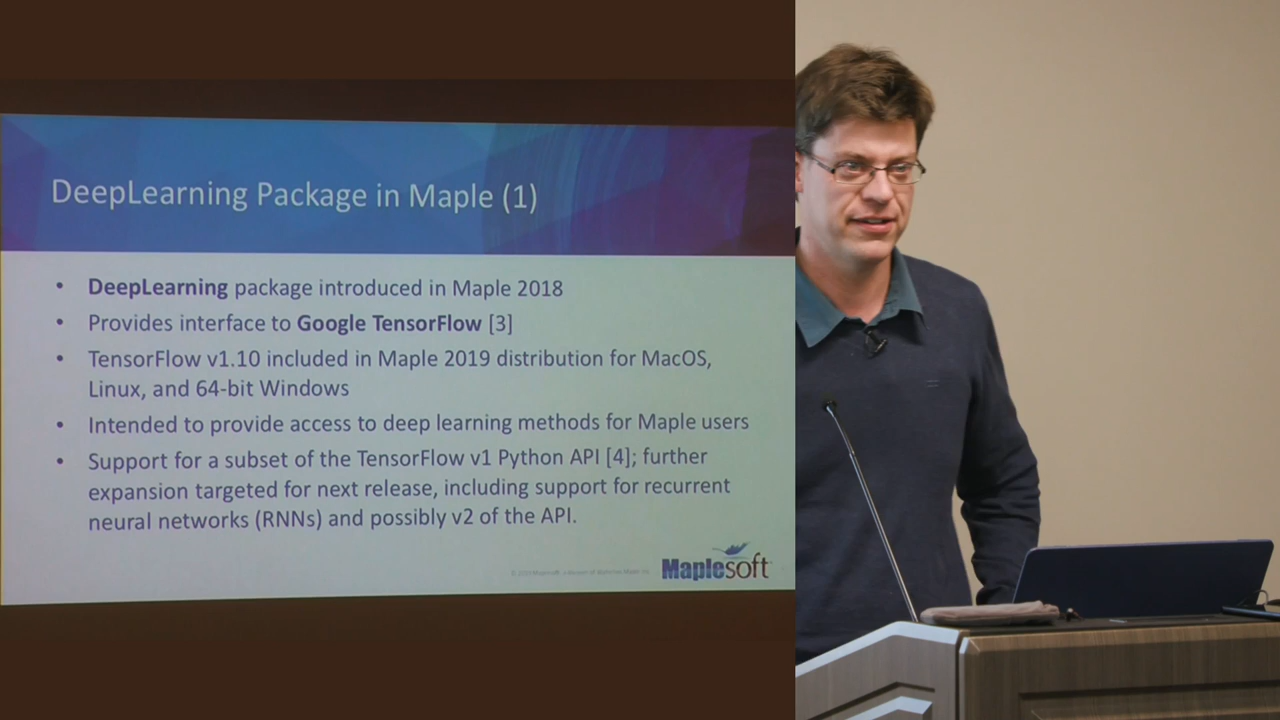 DeepLearning Package in Maple (1)
• DeepLearning package introduced in Maple 2018
• Provides interface to Google TensorFlow [3]
• TensorFlow v1.10 included in Maple 2019 distribution for MacOS,
Linux, and 64-bit Windows
• Intended to provide access to deep learning methods for Maple users
• Support for a subset of the TensorFlow v1 Python API [4]; further
expansion targeted for next release, including support for recurrent
neural networks (RNNs) and possibly v2 of the API.
Maplesoft